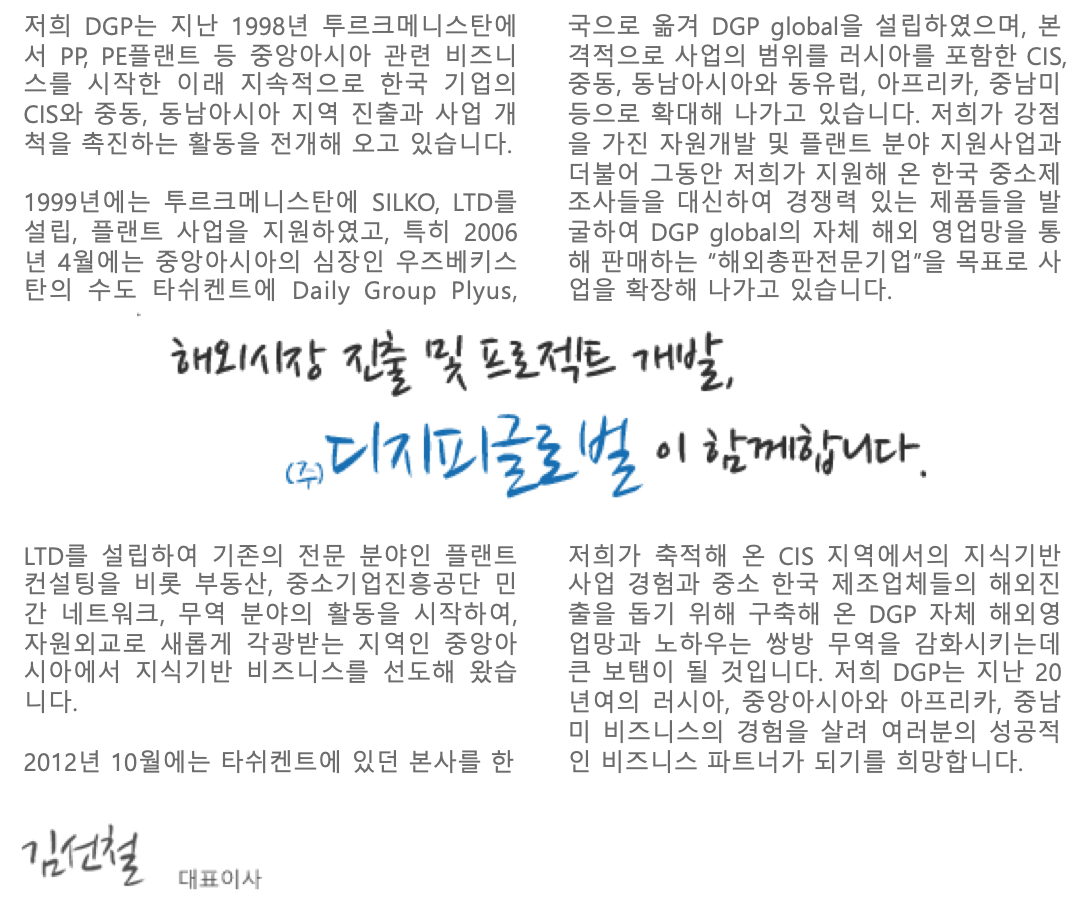 저희 DGP는 지난 1998년 투르크메니스탄에
서 PP, PE플랜트 등 중앙아시아 관련 비즈니
스를 시작한 이래 지속적으로 한국 기업의
CIS와 중동, 동남아시아 지역 진출과 사업 개
척을 촉진하는 활동을 전개해 오고 있습니다.
1999년에는 투르크메니스탄에 SILKO, LTD를
설립, 플랜트 사업을 지원하였고, 특히 2006
년 4월에는 중앙아시아의 심장인 우즈베키스
탄의 수도 타쉬켄트에 Daily Group Plyus,
해외시장 진출 및 프로젝트 개발,
(주)디지피글로벌이 함께합니다.
LTD를 설립하여 기존의 전문 분야인 플랜트
컨설팅을 비롯 부동산, 중소기업진흥공단 민
간 네트워크, 무역 분야의 활동을 시작하여,
자원외교로 새롭게 각광받는 지역인 중앙아
시아에서 지식기반 비즈니스를 선도해 왔습
니다.
2012년 10월에는 타쉬켄트에 있던 본사를 한
국으로 옮겨 DGP global을 설립하였으며, 본
격적으로 사업의 범위를 러시아를 포함한 CIS,
중동, 동남아시아와 동유럽, 아프리카, 중남미
등으로 확대해 나가고 있습니다. 저희가 강점
을 가진 자원개발 및 플랜트 분야 지원사업과
더불어 그동안 저희가 지원해 온 한국 중소제
조사들을 대신하여 경쟁력 있는 제품들을 발
굴하여 DGP global의 자체 해외 영업망을 통
해 판매하는 "해외총판전문기업"을 목표로 사
업을 확장해 나가고 있습니다.
저희가 축적해 온 CIS 지역에서의 지식기반
사업 경험과 중소 한국 제조업체들의 해외진
출을 돕기 위해 구축해 온 DGP 자체 해외영
업망과 노하우는 쌍방 무역을 감화시키는데
큰 보탬이 될 것입니다. 저희 DGP는 지난 20
년여의 러시아, 중앙아시아와 아프리카, 중남
미 비즈니스의 경험을 살려 여러분의 성공적
인 비즈니스 파트너가 되기를 희망합니다.
김선철 대표이사